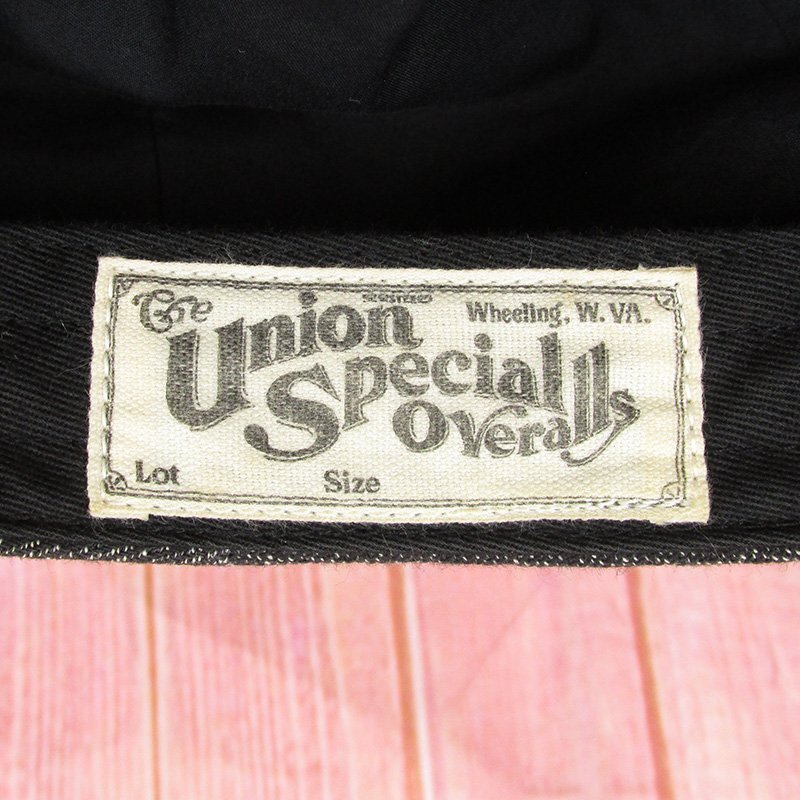 The Union
Wheeling, W. VA.
Special
Overalls
Lot
Size